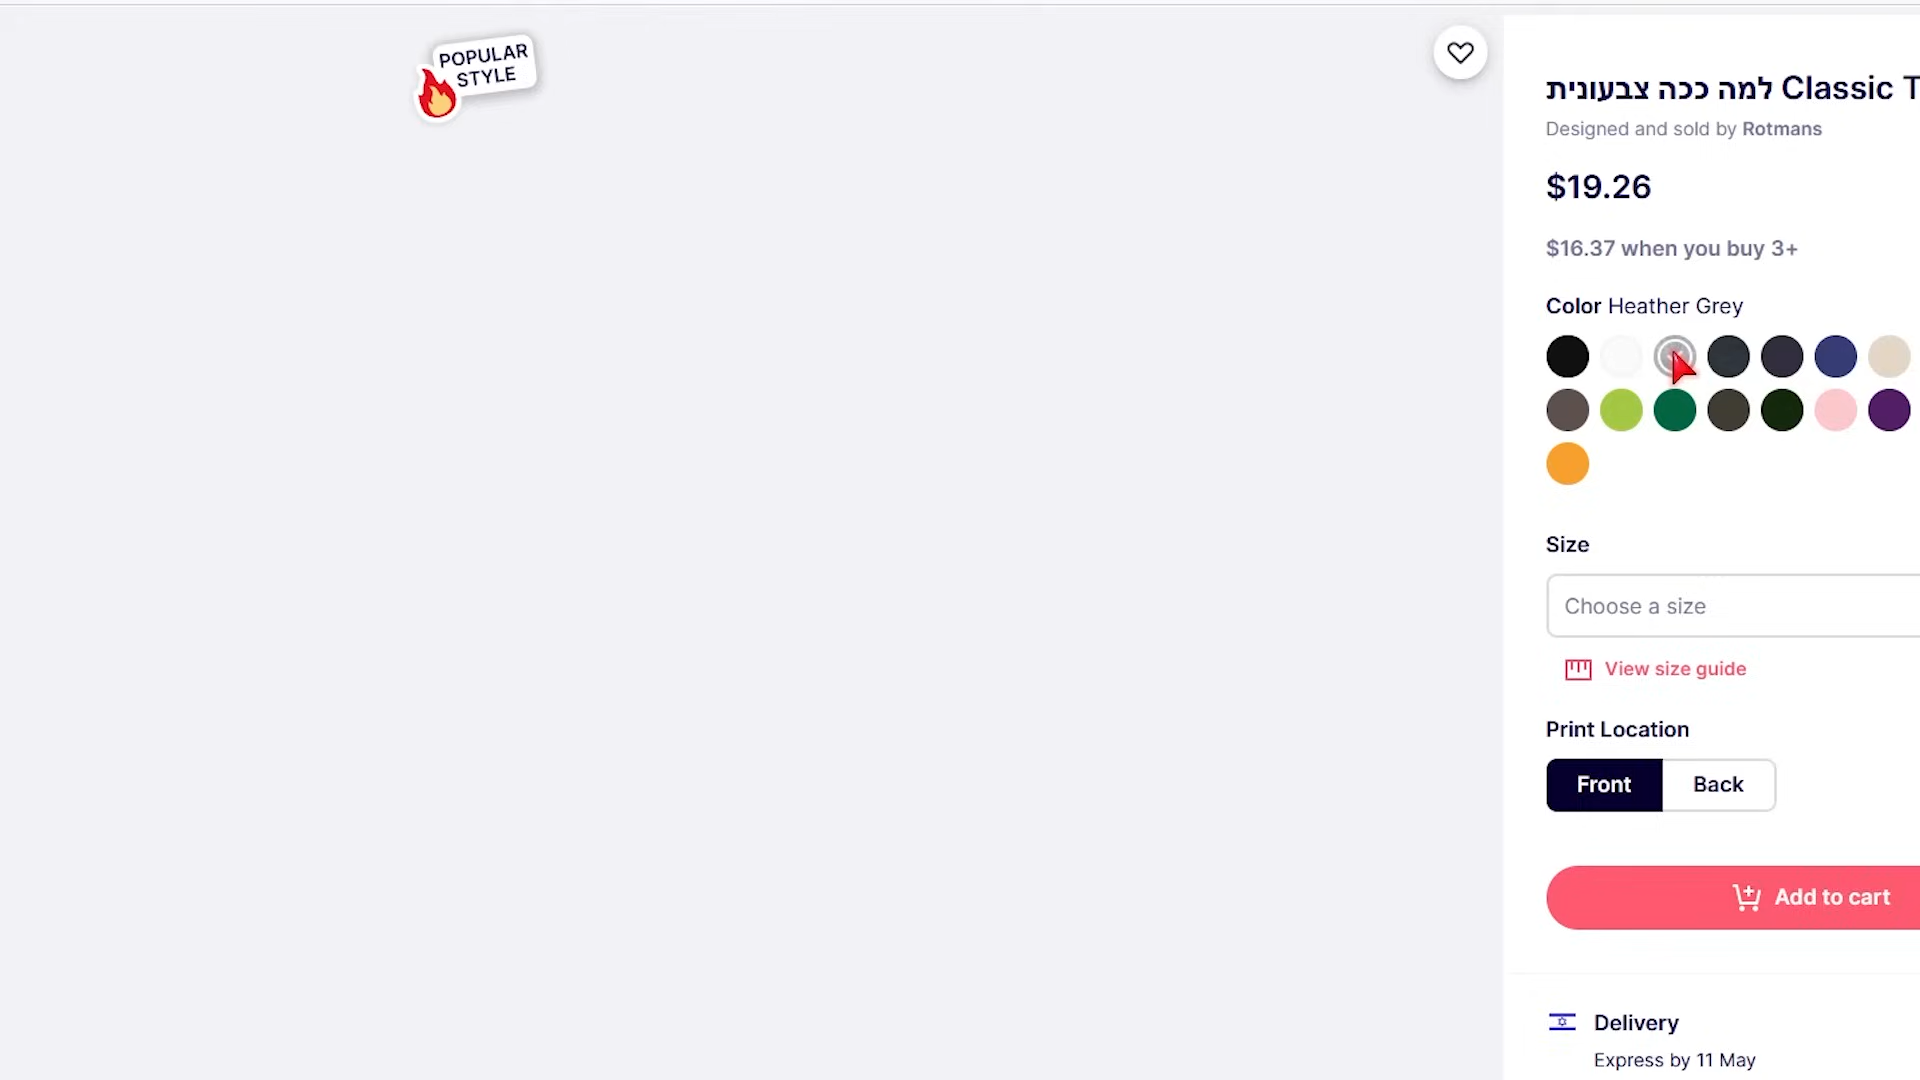 POPULAR
STYLE
למה ככה צבעונית Classic T
Designed and sold by Rotmans
$19.26
$16.37 when you buy 3+
Color Heather Grey
Size
Choose a size
View size guide
Print Location
Front
Back
Add to cart
Delivery
Express by 11 May